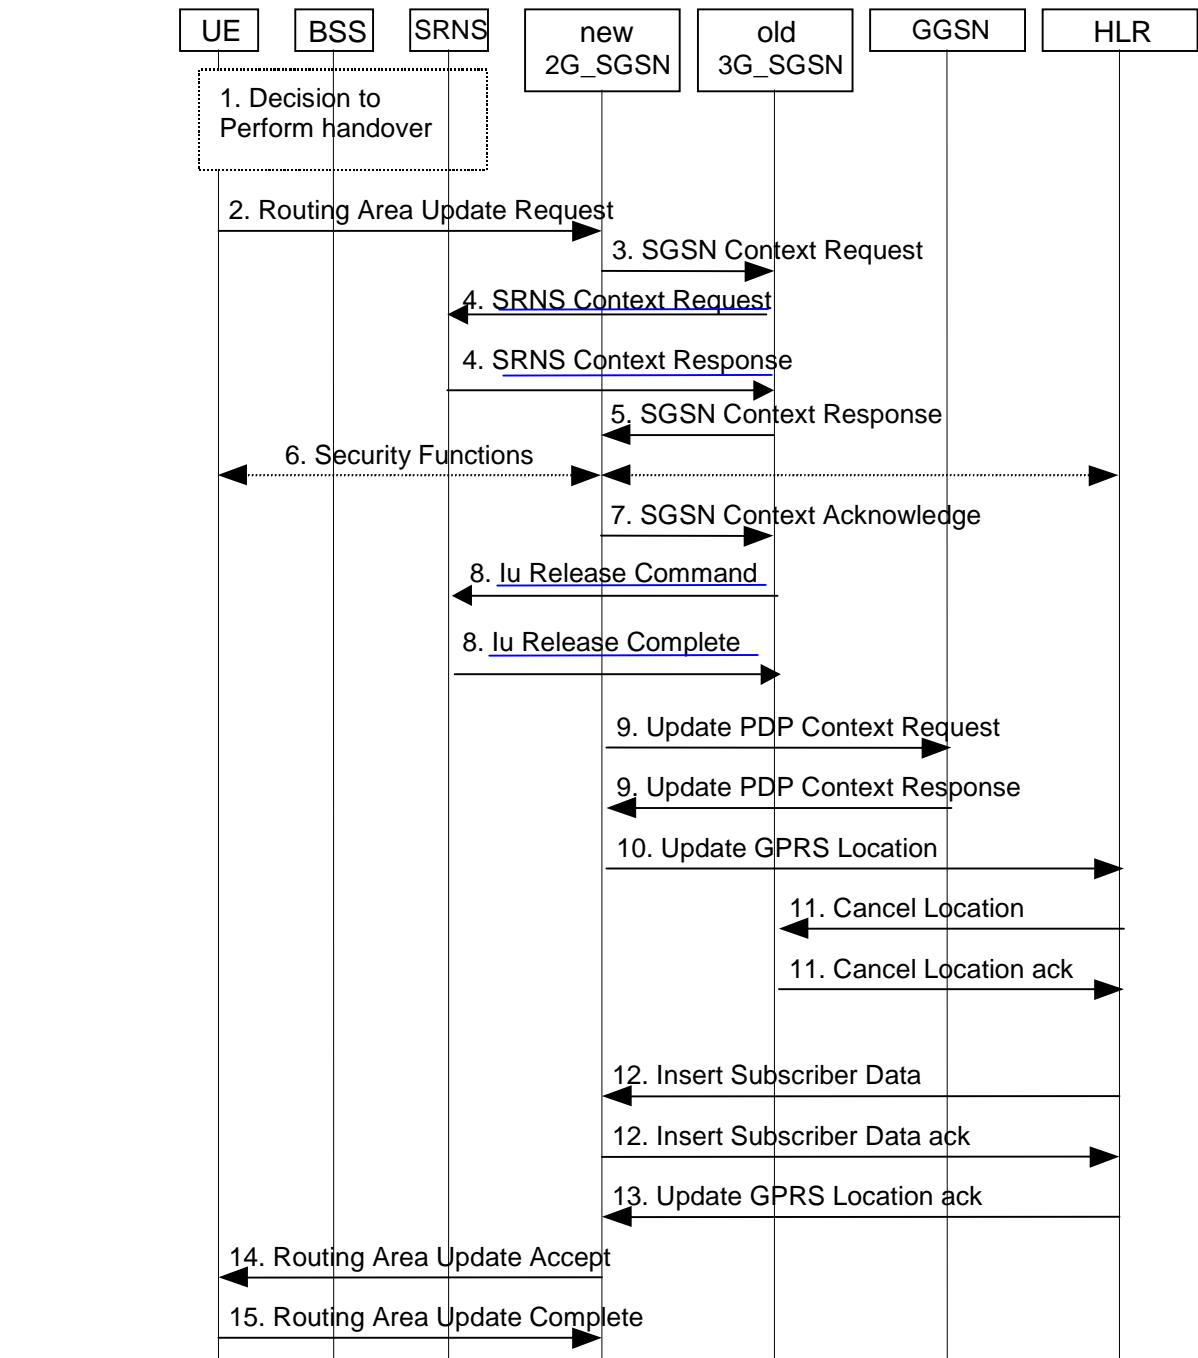 UE
BSS
SRNS
new
2G_SGSN
old
3G_SGSN
GGSN
HLR
1. Decision to
Perform handover
2. Routing Area Update Request
3. SGSN Context Request
4. SRNS Context Request
4. SRNS Context Response
5. SGSN Context Response
6. Security Functions
7. SGSN Context Acknowledge
8. Iu Release Command
8. Iu Release Complete
9. Update PDP Context Request
9. Update PDP Context Response
10. Update GPRS Location
11. Cancel Location
11. Cancel Location ack
12. Insert Subscriber Data
12. Insert Subscriber Data ack
13. Update GPRS Location ack
14. Routing Area Update Accept
15. Routing Area Update Complete